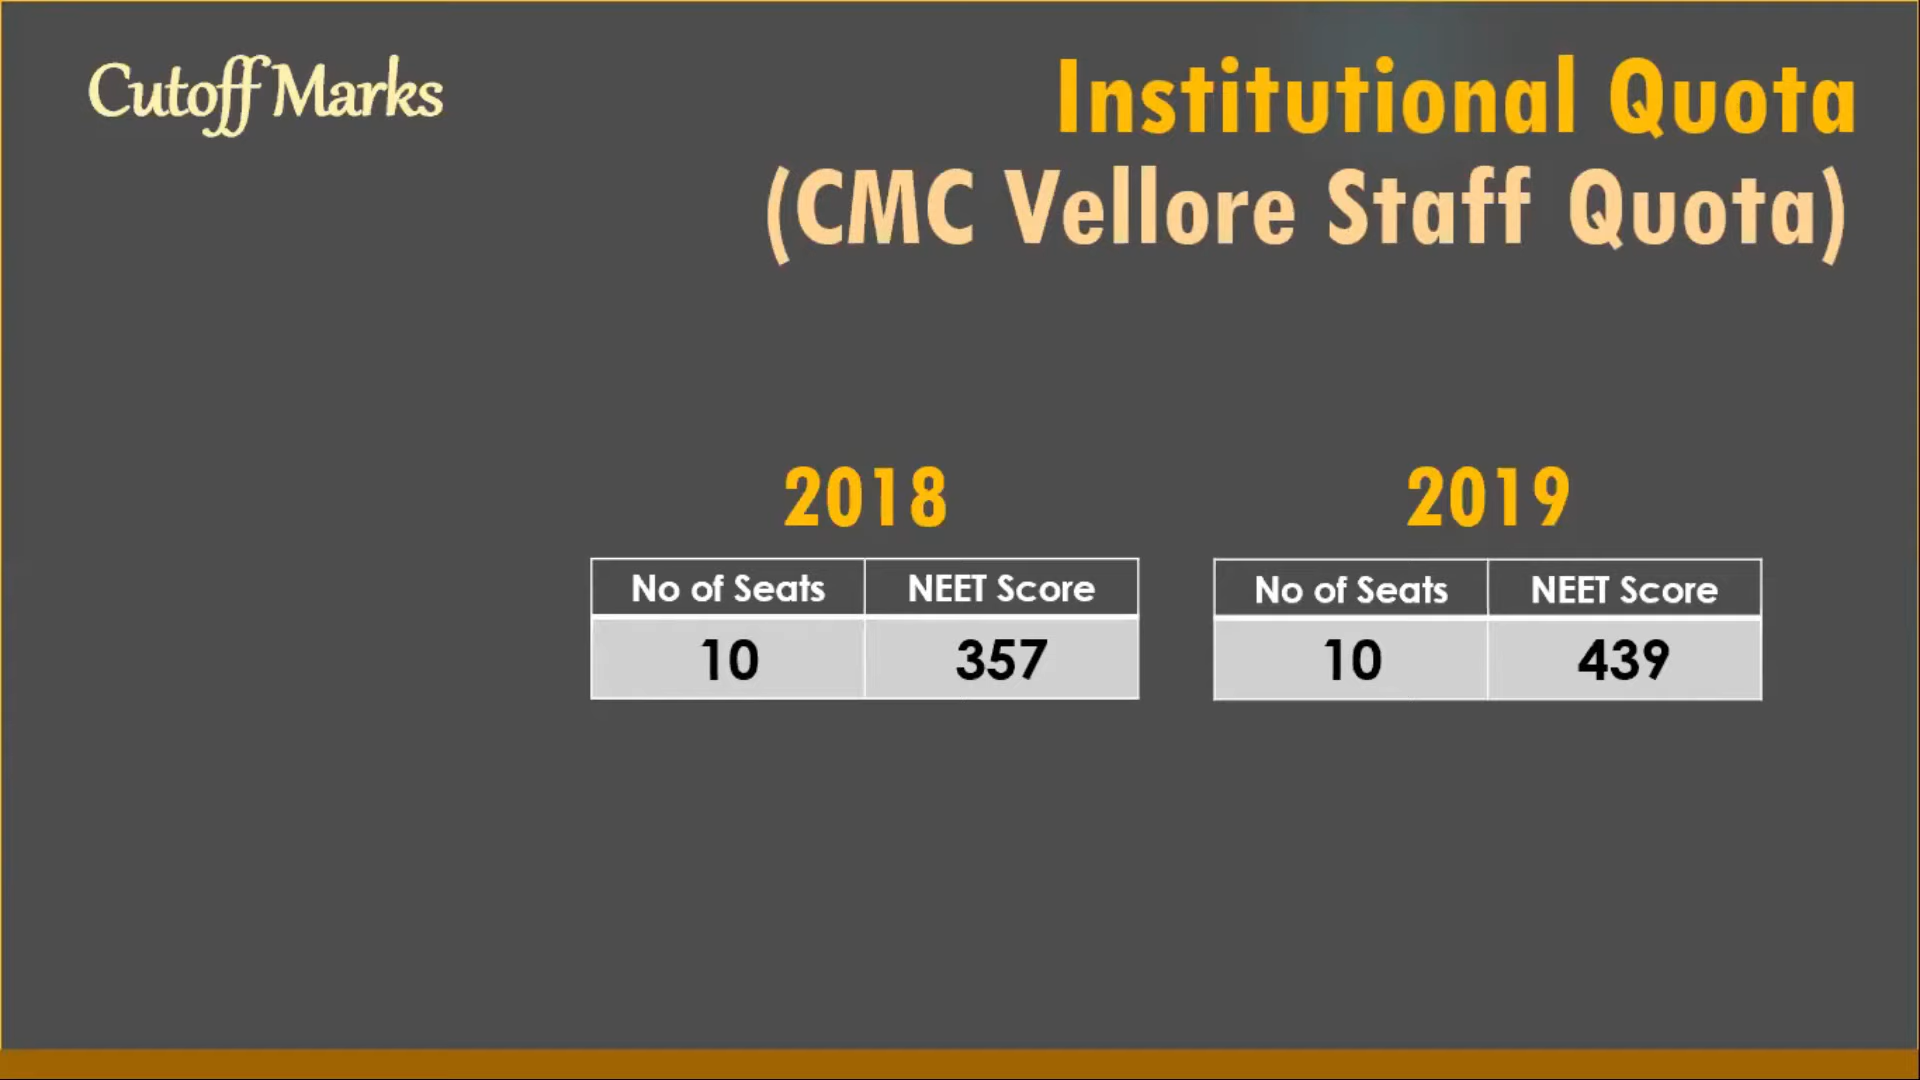 Cutoff Marks
Institutional Quota
(CMC Vellore Staff Quota)
2018
No of Seats NEET Score
10 357
2019
No of Seats NEET Score
10 439